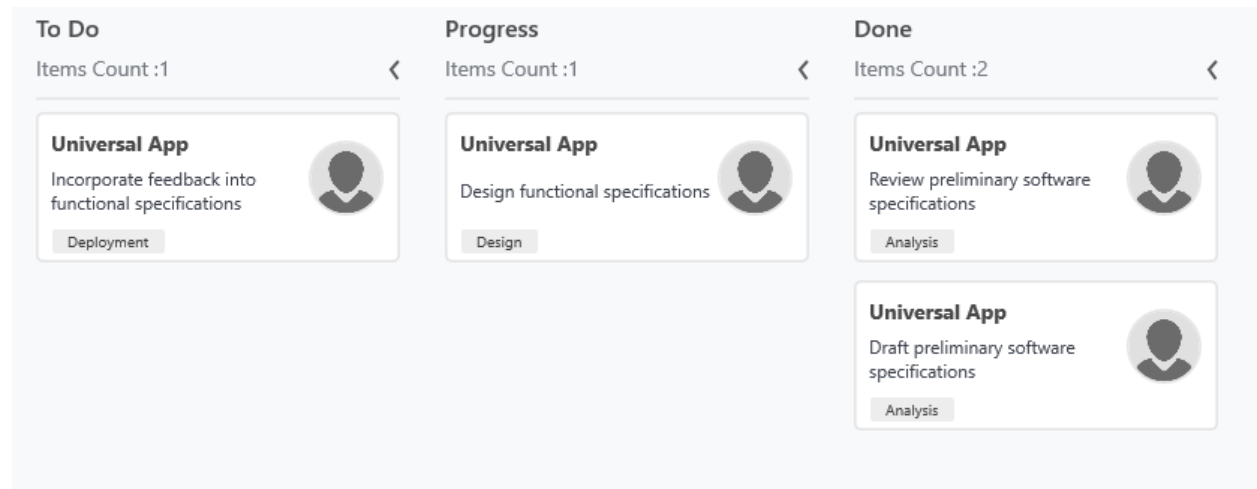 To Do
Items Count :1
Universal App
Incorporate feedback into
functional specifications
Deployment
Progress
Items Count :1
Universal App
Design functional specifications
Design
Done
Items Count :2
Universal App
Review preliminary software
specifications
Analysis
Universal App
Draft preliminary software
specifications
Analysis